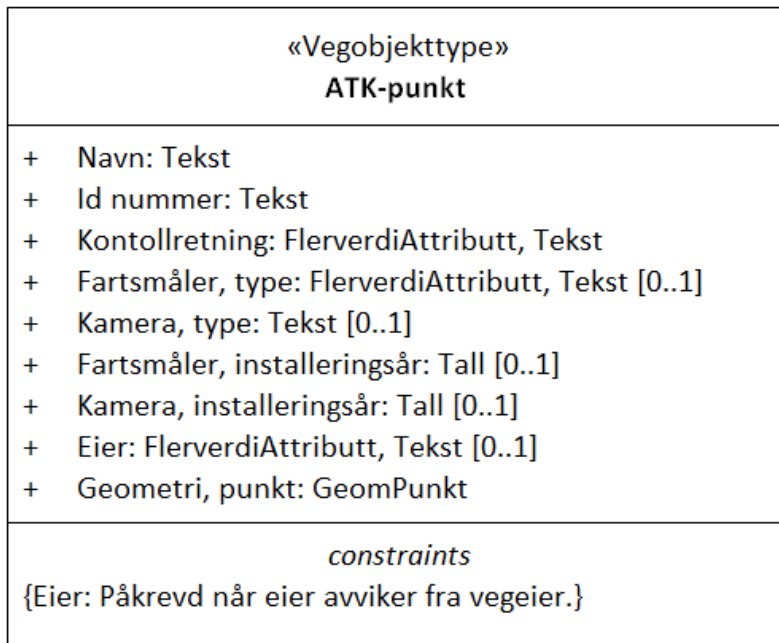 «Vegobjekttype»
ATK-punkt
+ Navn: Tekst
+ Id nummer: Tekst
+ Kontollretning: FlerverdiAttributt, Tekst
+ Fartsmåler, type: FlerverdiAttributt, Tekst [0..1]
+ Kamera, type: Tekst [0..1]
+ Fartsmåler, installeringsår: Tall [0..1]
+ Kamera, installeringsår: Tall [0..1]
+ Eier: FlerverdiAttributt, Tekst [0..1]
+ Geometri, punkt: GeomPunkt
constraints
{Eier: Påkrevd når eier avviker fra vegeier.}